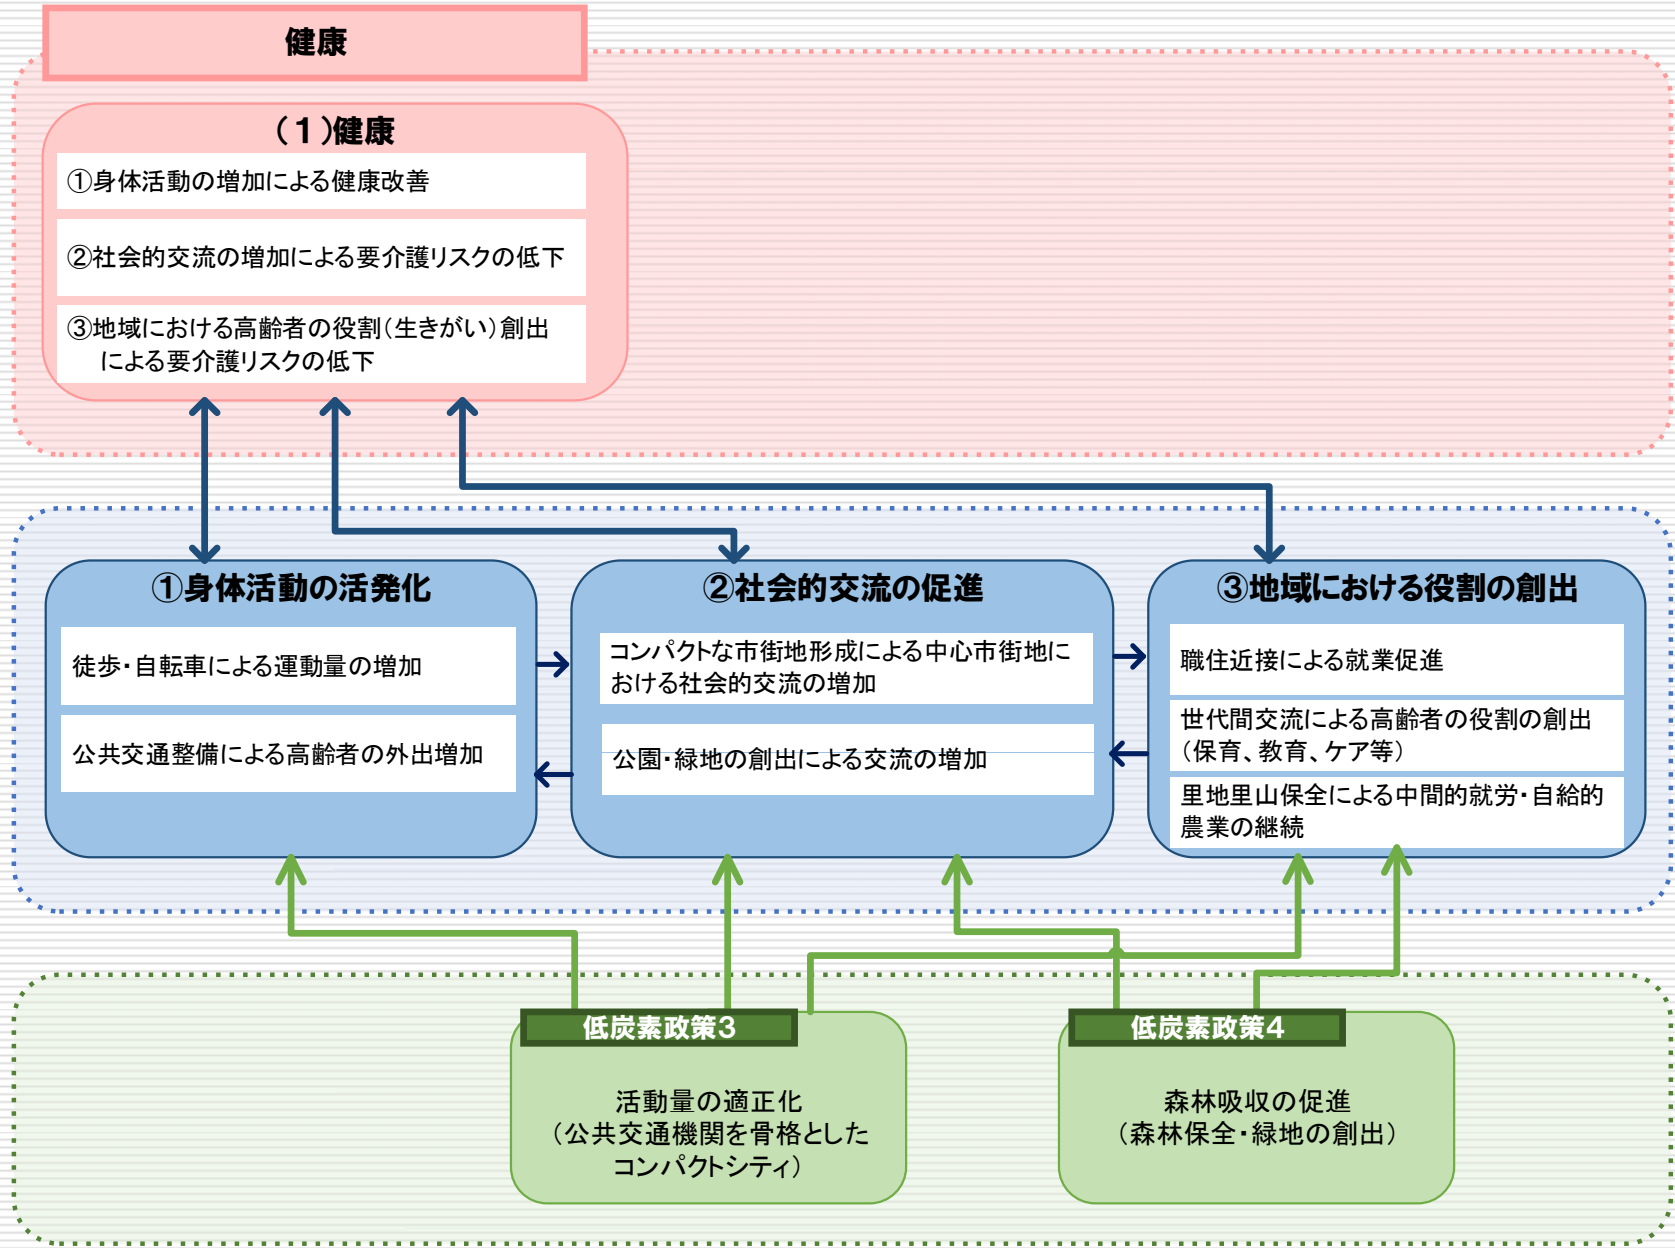 健康
（１）健康
①身体活動の増加による健康改善
②社会的交流の増加による要介護リスクの低下
③地域における高齢者の役割（生きがい）創出
による要介護リスクの低下
①身体活動の活発化
徒歩・自転車による運動量の増加
公共交通整備による高齢者の外出増加
②社会的交流の促進
コンパクトな市街地形成による中心市街地に
おける社会的交流の増加
公園・緑地の創出による交流の増加
③地域における役割の創出
職住近接による就業促進
世代間交流による高齢者の役割の創出
（保育、教育、ケア等）
里地里山保全による中間的就労・自給的
農業の継続
低炭素政策３
活動量の適正化
（公共交通機関を骨格とした
コンパクトシティ）
低炭素政策４
森林吸収の促進
（森林保全・緑地の創出）